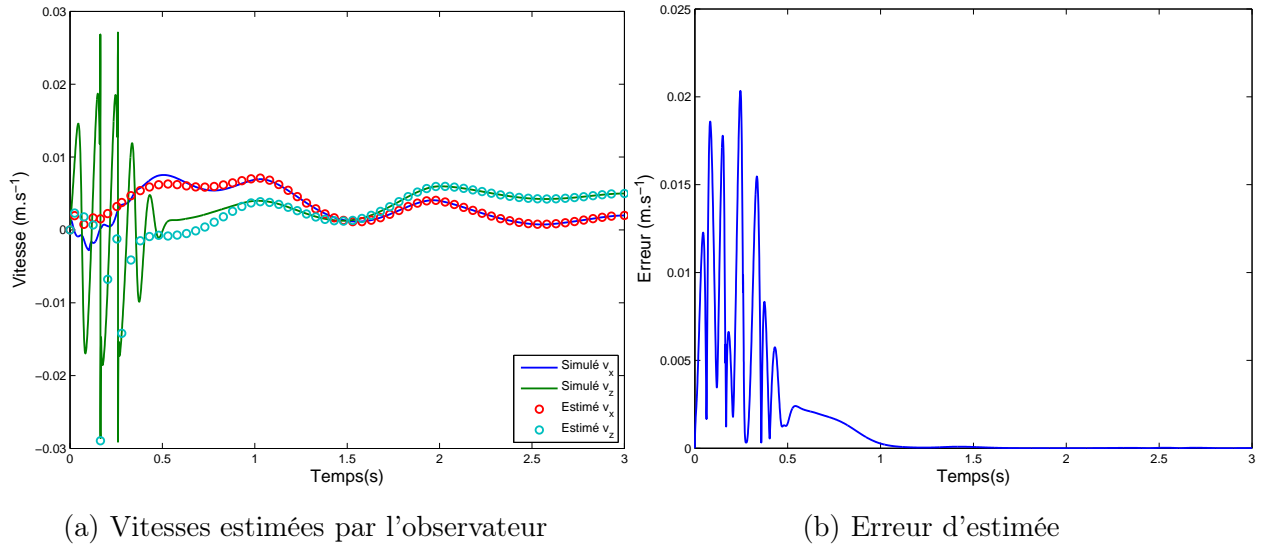 0.03
0.02
0.01
0
−0.01
−0.02
−0.03
Vitesse (m.s−1)
0 0.5 1 1.5 2 2.5 3
Temps(s)
Simulé v_x
Simulé v_z
Estimé v_x
Estimé v_z
0.025
0.02
0.015
0.01
0.005
0
Erreur (m.s−1)
0 0.5 1 1.5 2 2.5 3
Temps(s)
(a) Vitesses estimées par l'observateur
(b) Erreur d'estimée